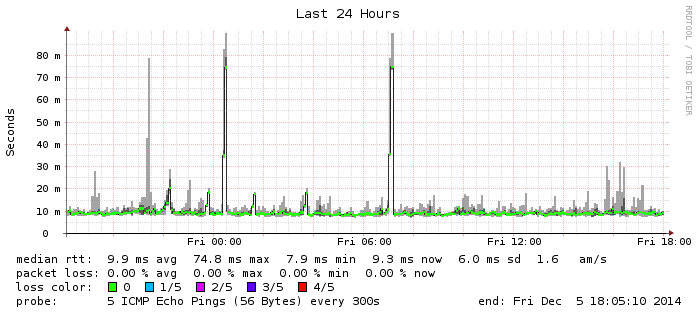 Last 24 Hours
RRDTOOL / TOBI OETIKER
Seconds
80 m
70 m
60 m
50 m
40 m
30 m
20 m
10 m
0
Fri 00:00 Fri 06:00 Fri 12:00 Fri 18:00
median rtt: 9.9 ms avg 74.8 ms max 7.9 ms min 9.3 ms now 6.0 ms sd 1.6 am/s
packet loss: 0.00 % avg 0.00 % max 0.00 % min 0.00 % now
loss color: 0 1/5 2/5 3/5 4/5
probe: 5 ICMP Echo Pings (56 Bytes) every 300s end: Fri Dec 5 18:05:10 2014